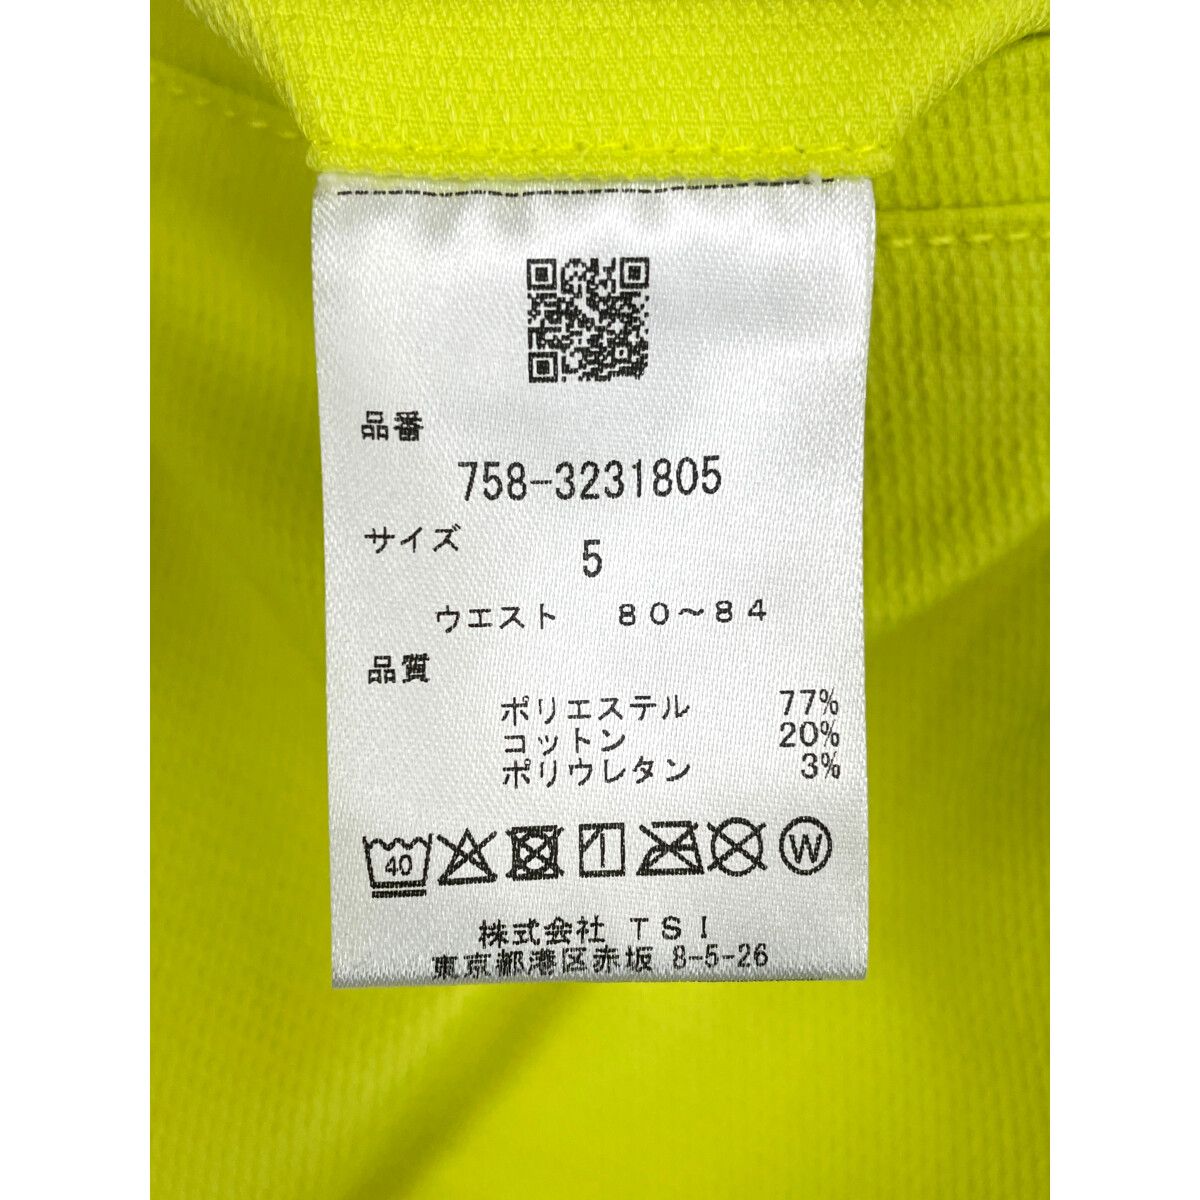 品番
758-3231805
サイズ 5
ウエスト 80～84
品質
ポリエステル 77%
コットン 20%
ポリウレタン 3%
40 W
株式会社 TSI
東京都港区赤坂 8-5-26